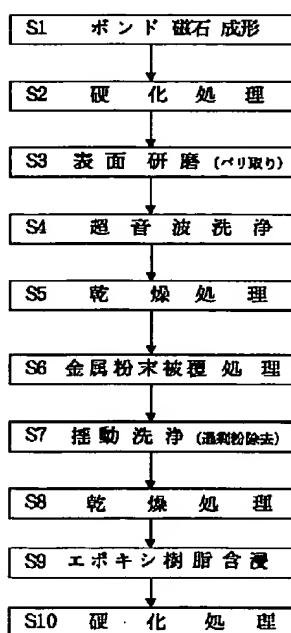 S1 ボンド磁石成形
S2 硬化処理
S3 表面研磨 (バリ取り)
S4 超音波洗浄
S5 乾燥処理
S6 金属粉末被覆処理
S7 揺動洗浄 (過剰粉除去)
S8 乾燥処理
S9 エポキシ樹脂含浸
S10 硬化処理